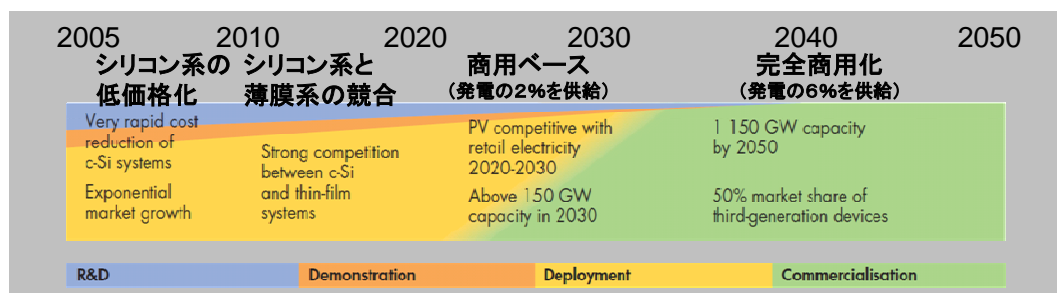 2005 2010 2020 2030 2040 2050
シリコン系の
低価格化
シリコン系と
薄膜系の競合
商用ベース
(発電の2%を供給)
完全商用化
(発電の6%を供給)
Very rapid cost
reduction of
c-Si systems
Exponential
market growth
Strong competition
between c-Si
and thin-film
systems
PV competitive with
retail electricity
2020-2030
Above 150 GW
capacity in 2030
1 150 GW capacity
by 2050
50% market share of
third-generation devices
R&D Demonstration Deployment Commercialisation